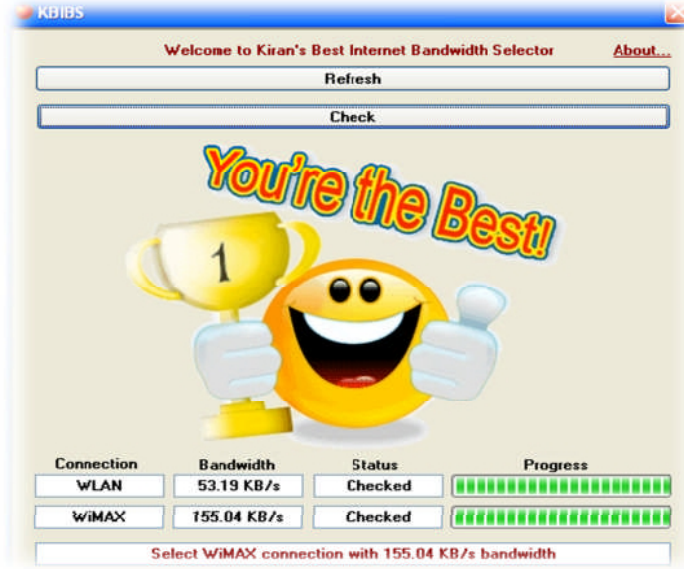 KBIBS
Welcome to Kiran's Best Internet Bandwidth Selector About...
Refresh
Check
You're the Best!
1
Connection Bandwidth Status Progress
WLAN 53.19 KB/s Checked
WiMAX 155.04 KB/s Checked
Select WiMAX connection with 155.04 KB/s bandwidth